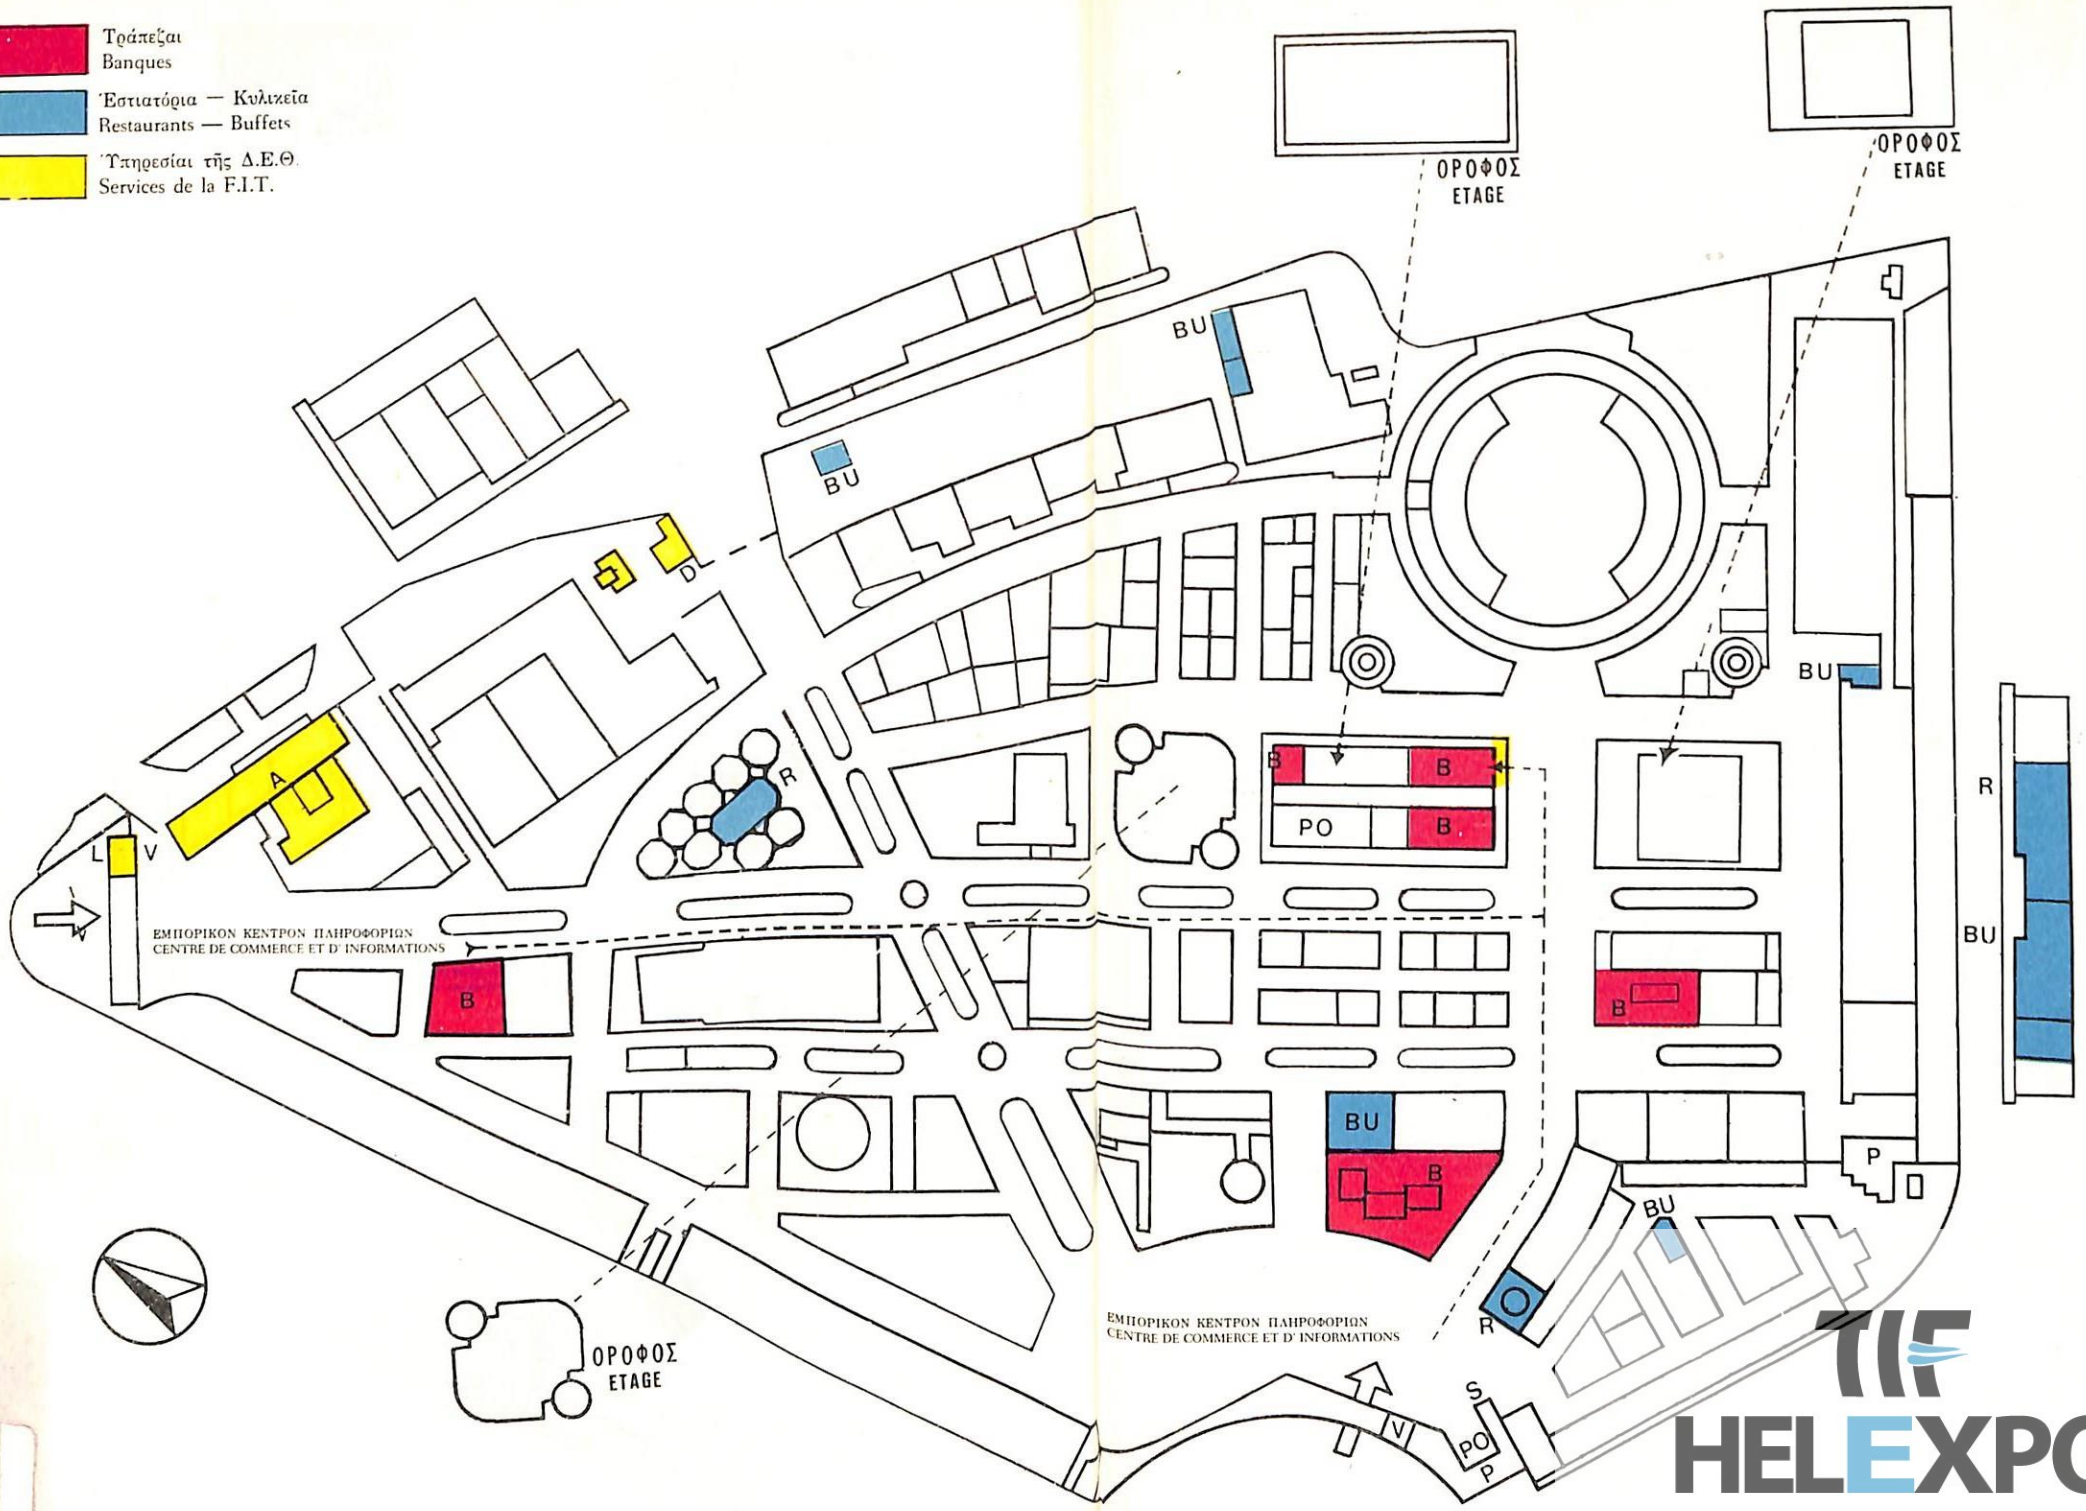 Τράπεζαι
Banques
Ἑστιατόρια — Κυλικεῖα
Restaurants — Buffets
Ὑπηρεσίαι τῆς Δ.Ε.Θ.
Services de la F.I.T.
ΟΡΟΦΟΣ
ETAGE
ΟΡΟΦΟΣ
ETAGE
BU
BU
D
BU
R
A
R
B
B
PO
B
L
V
BU
V
ΕΜΠΟΡΙΚΟΝ ΚΕΝΤΡΟΝ ΠΛΗΡΟΦΟΡΙΩΝ
CENTRE DE COMMERCE ET D' INFORMATIONS
B
B
BU
B
P
BU
ΕΜΠΟΡΙΚΟΝ ΚΕΝΤΡΟΝ ΠΛΗΡΟΦΟΡΙΩΝ
CENTRE DE COMMERCE ET D' INFORMATIONS
R
ΟΡΟΦΟΣ
ETAGE
S
V
PO
P
TIF
HELEXPO